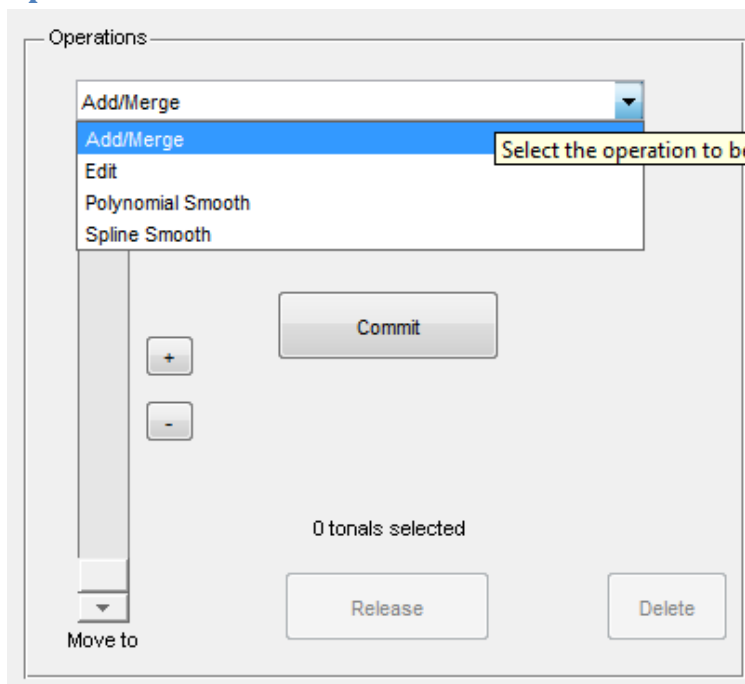 Operations
Add/Merge
Add/Merge
Select the operation to b
Edit
Polynomial Smooth
Spline Smooth
Commit
+
-
0 tonals selected
Release
Delete
Move to